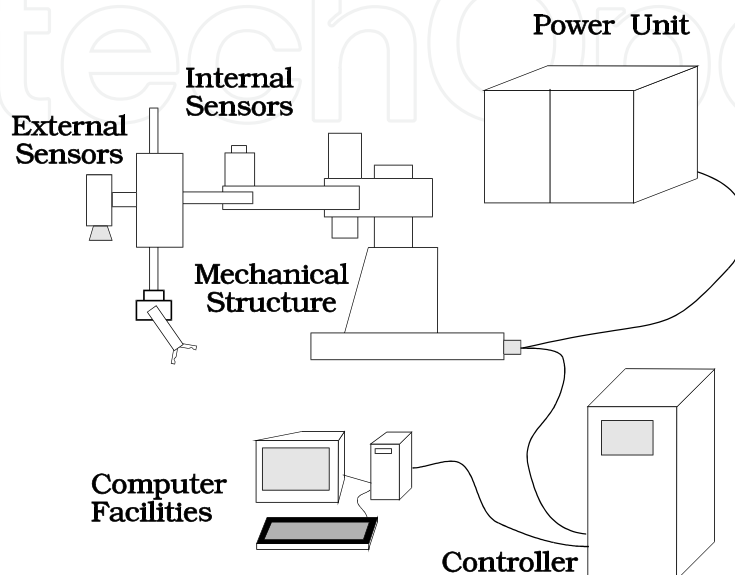 Power Unit
Internal
Sensors
External
Sensors
Mechanical
Structure
Computer
Facilities
Controller